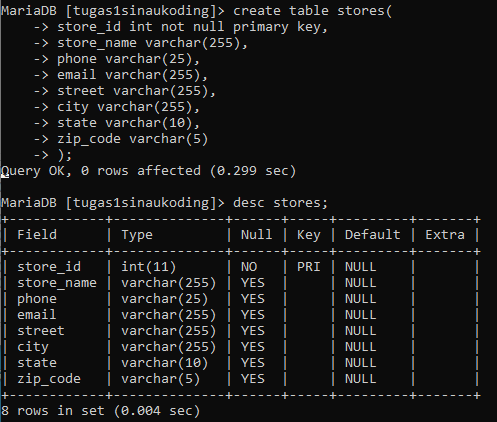 MariaDB [tugas1sinaukoding]> create table stores(
    -> store_id int not null primary key,
    -> store_name varchar(255),
    -> phone varchar(25),
    -> email varchar(255),
    -> street varchar(255),
    -> city varchar(255),
    -> state varchar(10),
    -> zip_code varchar(5)
    -> );
Query OK, 0 rows affected (0.299 sec)

MariaDB [tugas1sinaukoding]> desc stores;
+------------+--------------+------+-----+---------+-------+
| Field      | Type         | Null | Key | Default | Extra |
+------------+--------------+------+-----+---------+-------+
| store_id   | int(11)      | NO   | PRI | NULL    |       |
| store_name | varchar(255) | YES  |     | NULL    |       |
| phone      | varchar(25)  | YES  |     | NULL    |       |
| email      | varchar(255) | YES  |     | NULL    |       |
| street     | varchar(255) | YES  |     | NULL    |       |
| city       | varchar(255) | YES  |     | NULL    |       |
| state      | varchar(10)  | YES  |     | NULL    |       |
| zip_code   | varchar(5)   | YES  |     | NULL    |       |
+------------+--------------+------+-----+---------+-------+
8 rows in set (0.004 sec)